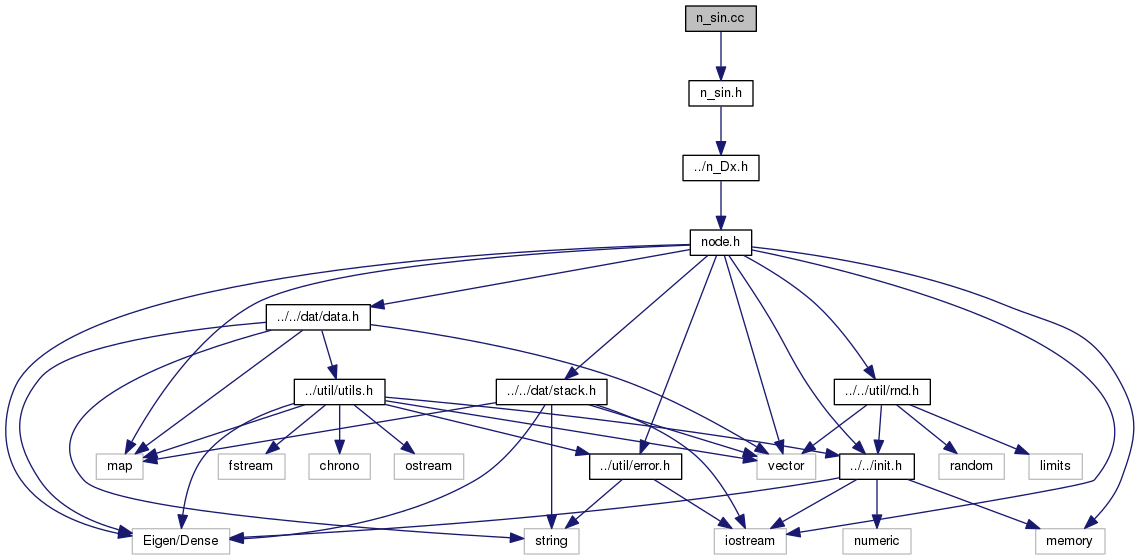 n_sin.cc
n_sin.h
../n_Dx.h
node.h
../../dat/data.h
../util/utils.h
../../dat/stack.h
../../util/rnd.h
map
fstream
chrono
ostream
../util/error.h
vector
../../init.h
random
limits
Eigen/Dense
string
iostream
numeric
memory